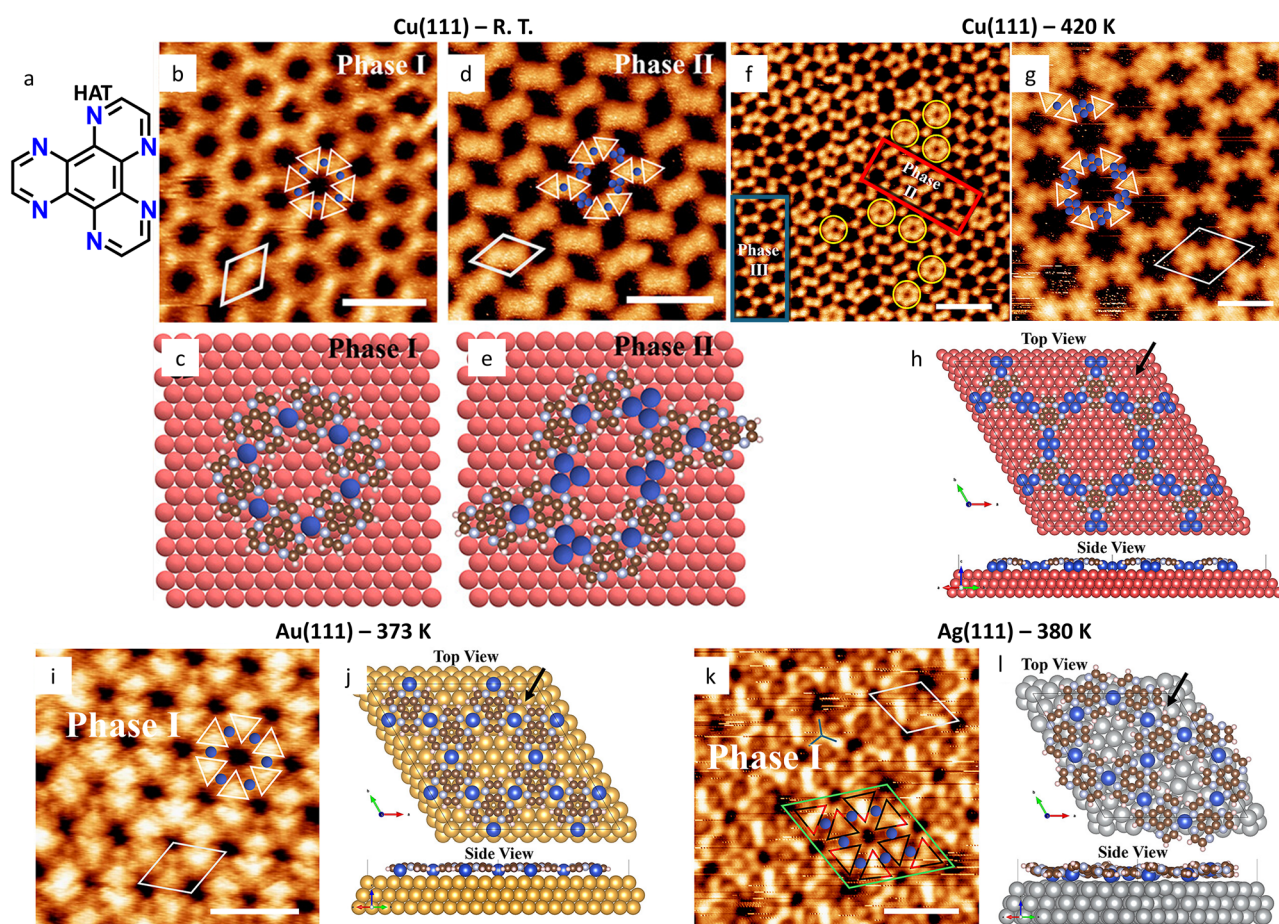 Cu(111) – R. T.
Cu(111) – 420 K
a
HAT
N
N
N
N
N
N
b
Phase I
d
Phase II
f
Phase
II
Phase
III
g
c
Phase I
e
Phase II
h
Top View
b
a
Side View
Au(111) – 373 K
Ag(111) – 380 K
i
Phase I
j
Top View
b
a
Side View
k
Phase I
l
Top View
b
a
Side View